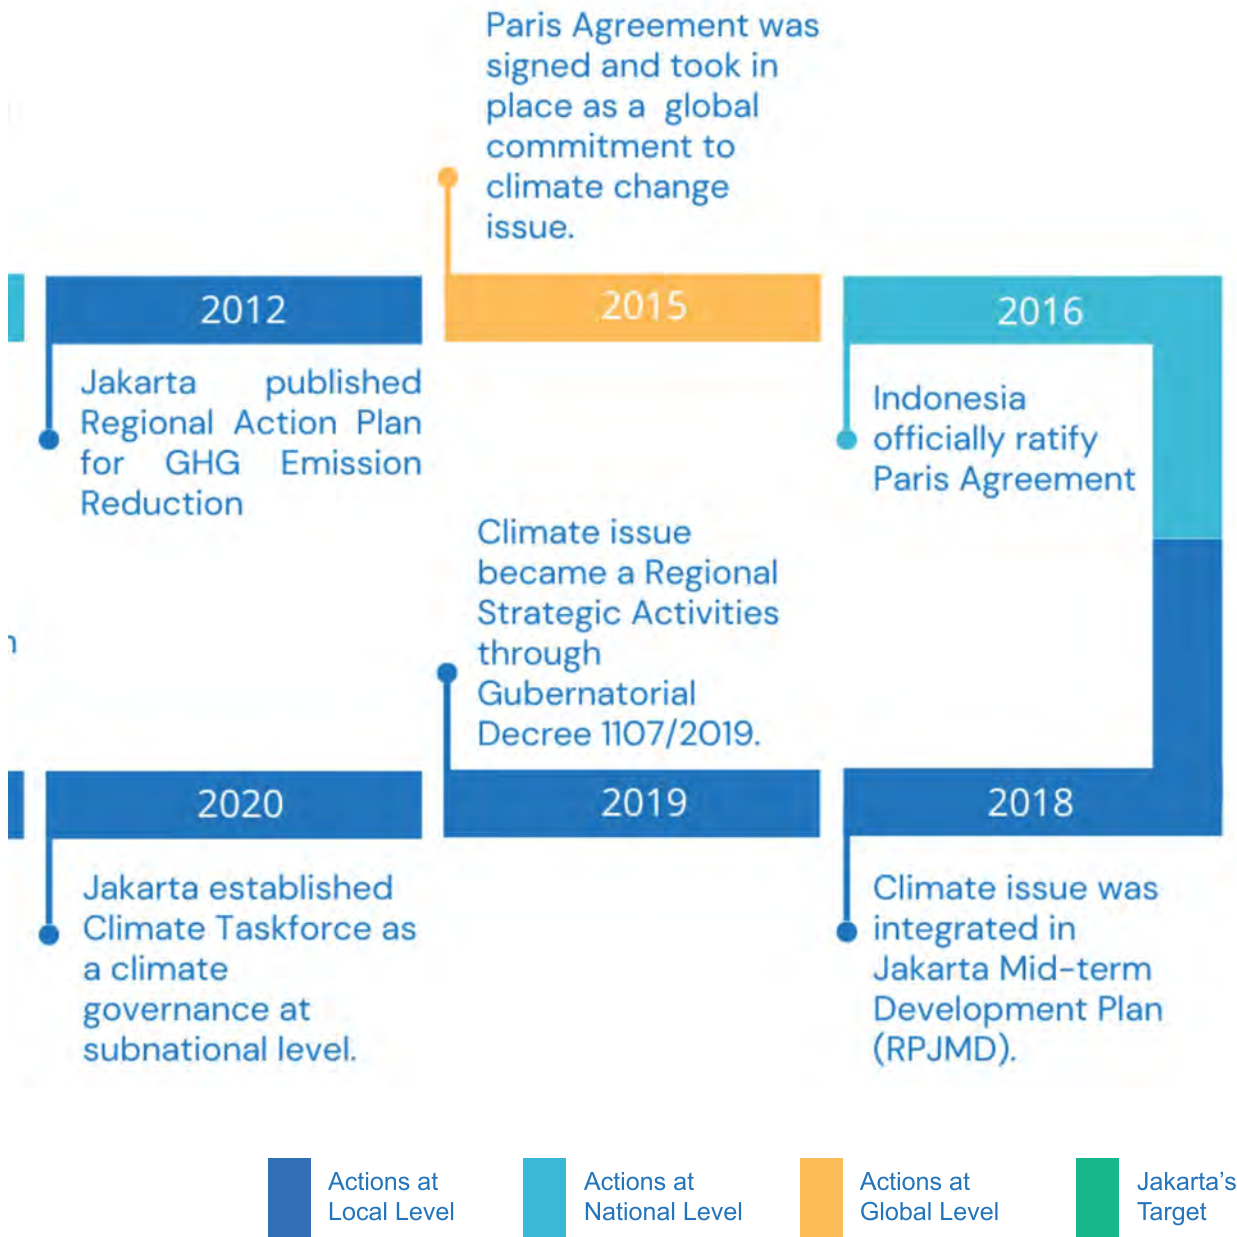 Paris Agreement was
signed and took in
place as a global
commitment to
climate change
issue.
2012
2015
2016
Jakarta published
Regional Action Plan
for GHG Emission
Reduction
Indonesia
officially ratify
Paris Agreement
Climate issue
became a Regional
Strategic Activities
through
Gubernatorial
Decree 1107/2019.
2020
2019
2018
Jakarta established
Climate Taskforce as
a climate
governance at
subnational level.
Climate issue was
integrated in
Jakarta Mid-term
Development Plan
(RPJMD).
Actions at
Local Level
Actions at
National Level
Actions at
Global Level
Jakarta’s
Target